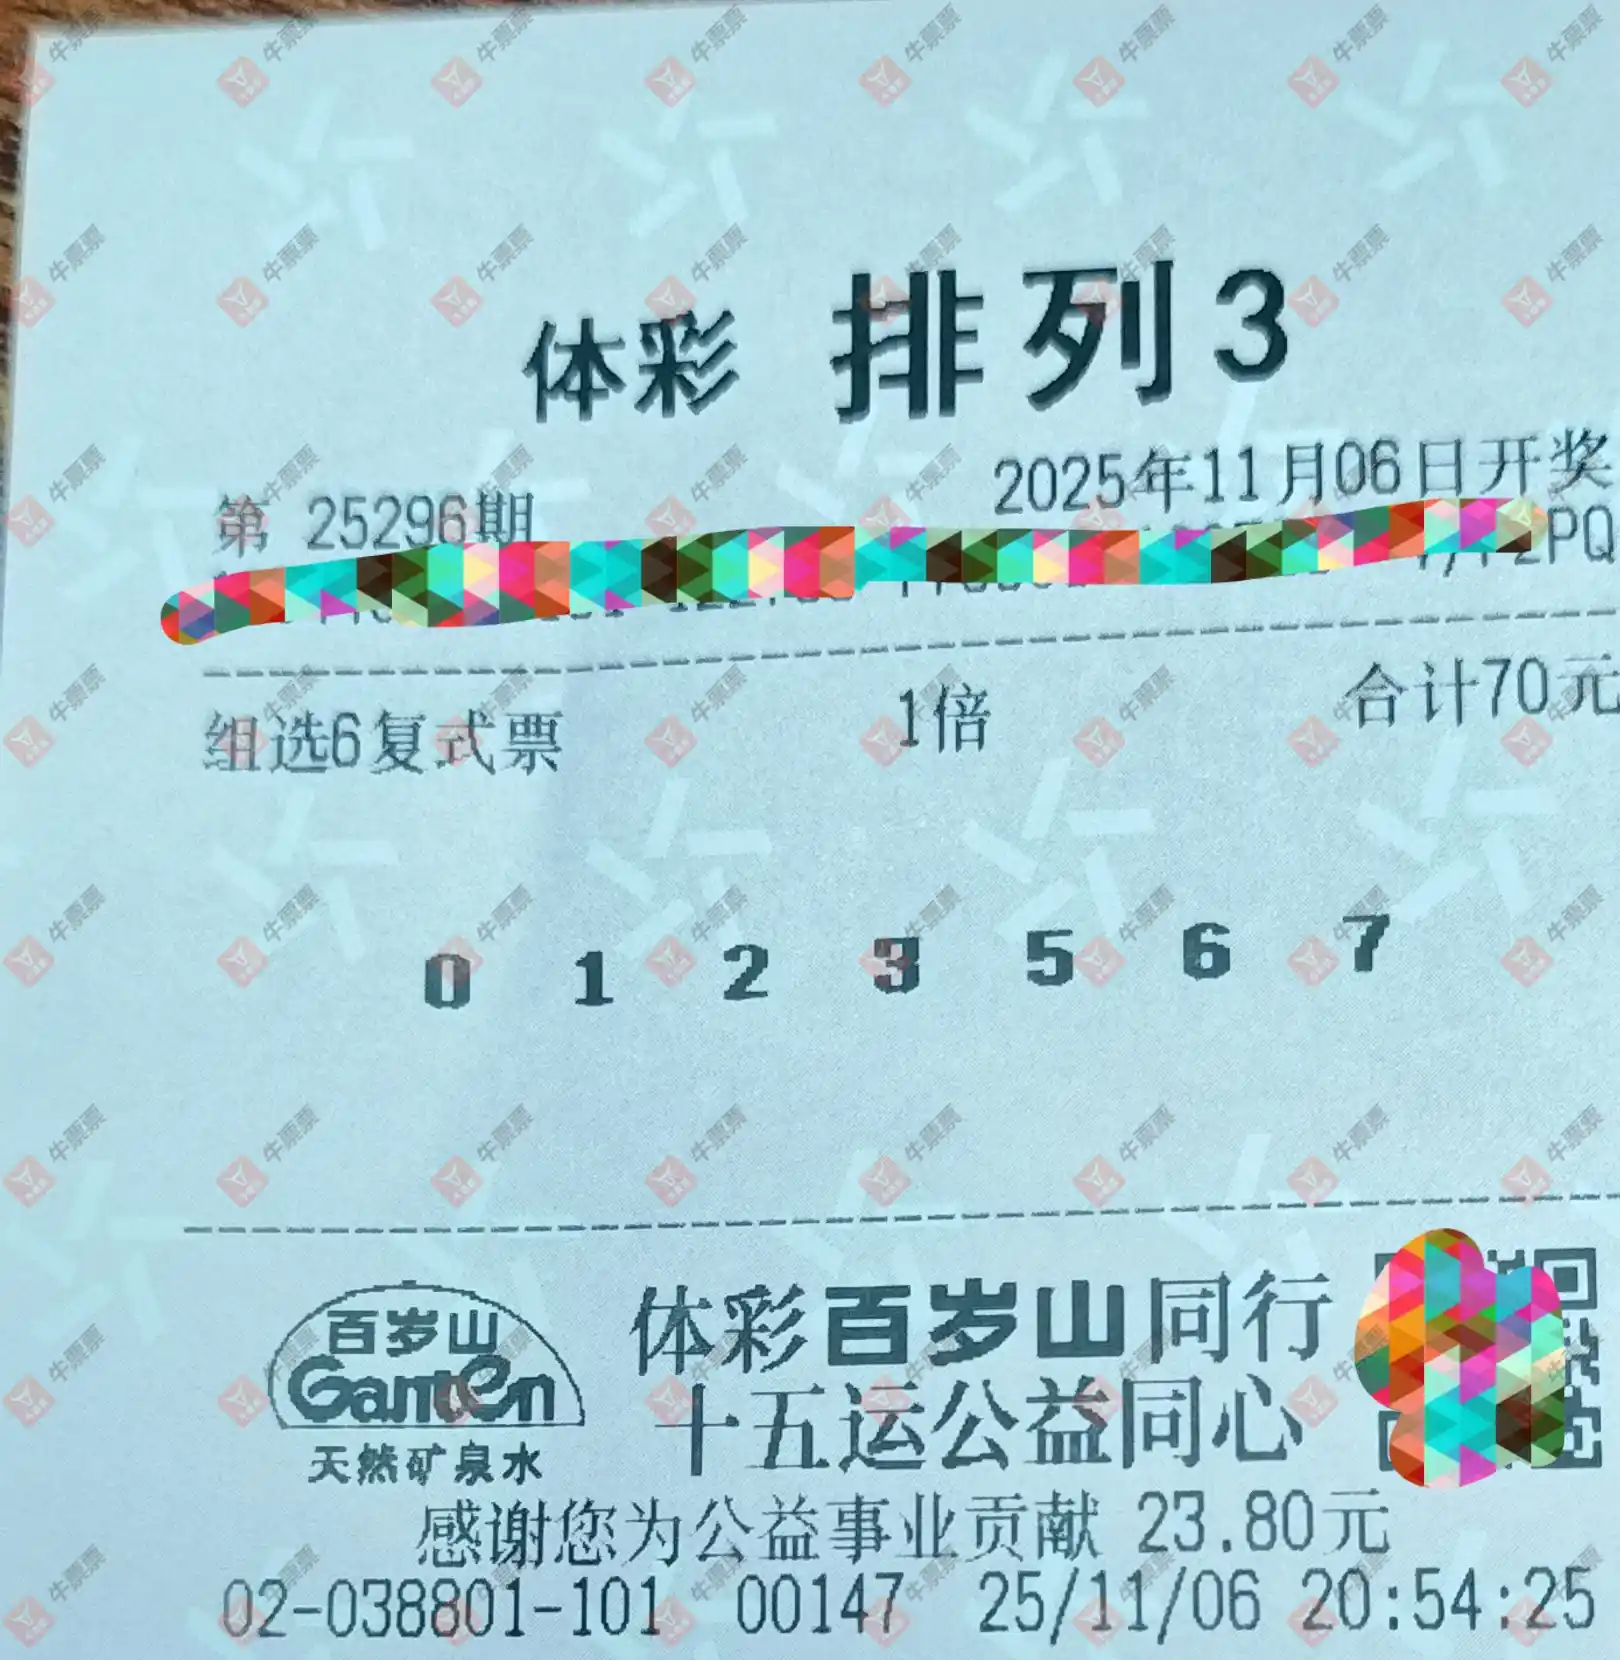 体彩 排列3
第 25296期 2025年11月06日开奖
PQ
组选6复式票 1倍 合计70元
0 1 2 3 5 6 7
百岁山
Ganten
天然矿泉水
体彩百岁山同行
十五运公益同心
感谢您为公益事业贡献 23.80元
02-038801-101 00147 25/11/06 20:54:25
牛票票